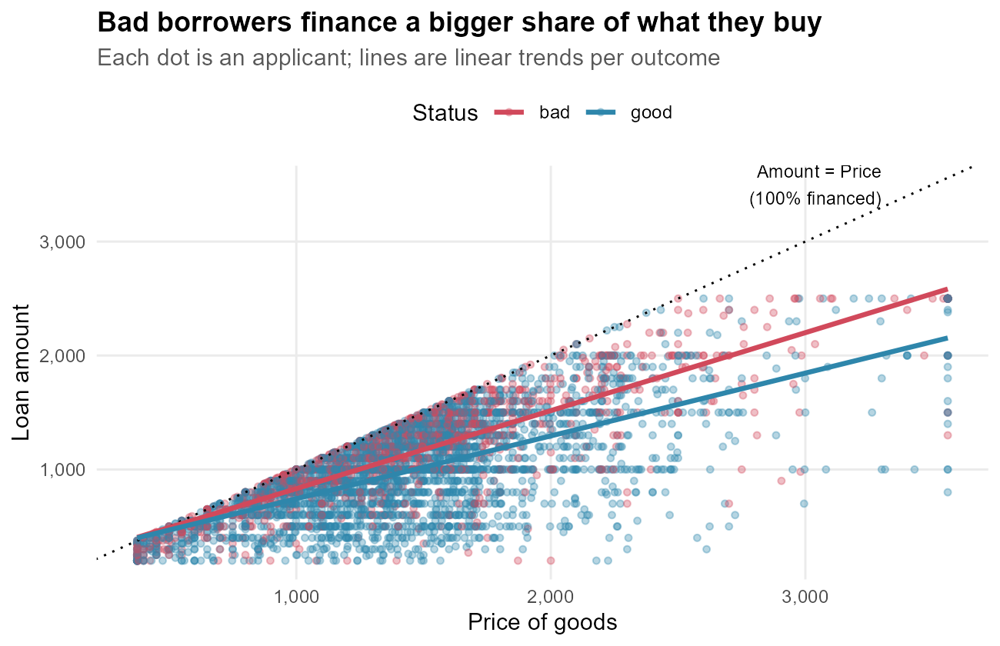 Bad borrowers finance a bigger share of what they buy
Each dot is an applicant; lines are linear trends per outcome
Status bad good
Amount = Price
(100% financed)
3,000
2,000
1,000
Loan amount
1,000 2,000 3,000
Price of goods